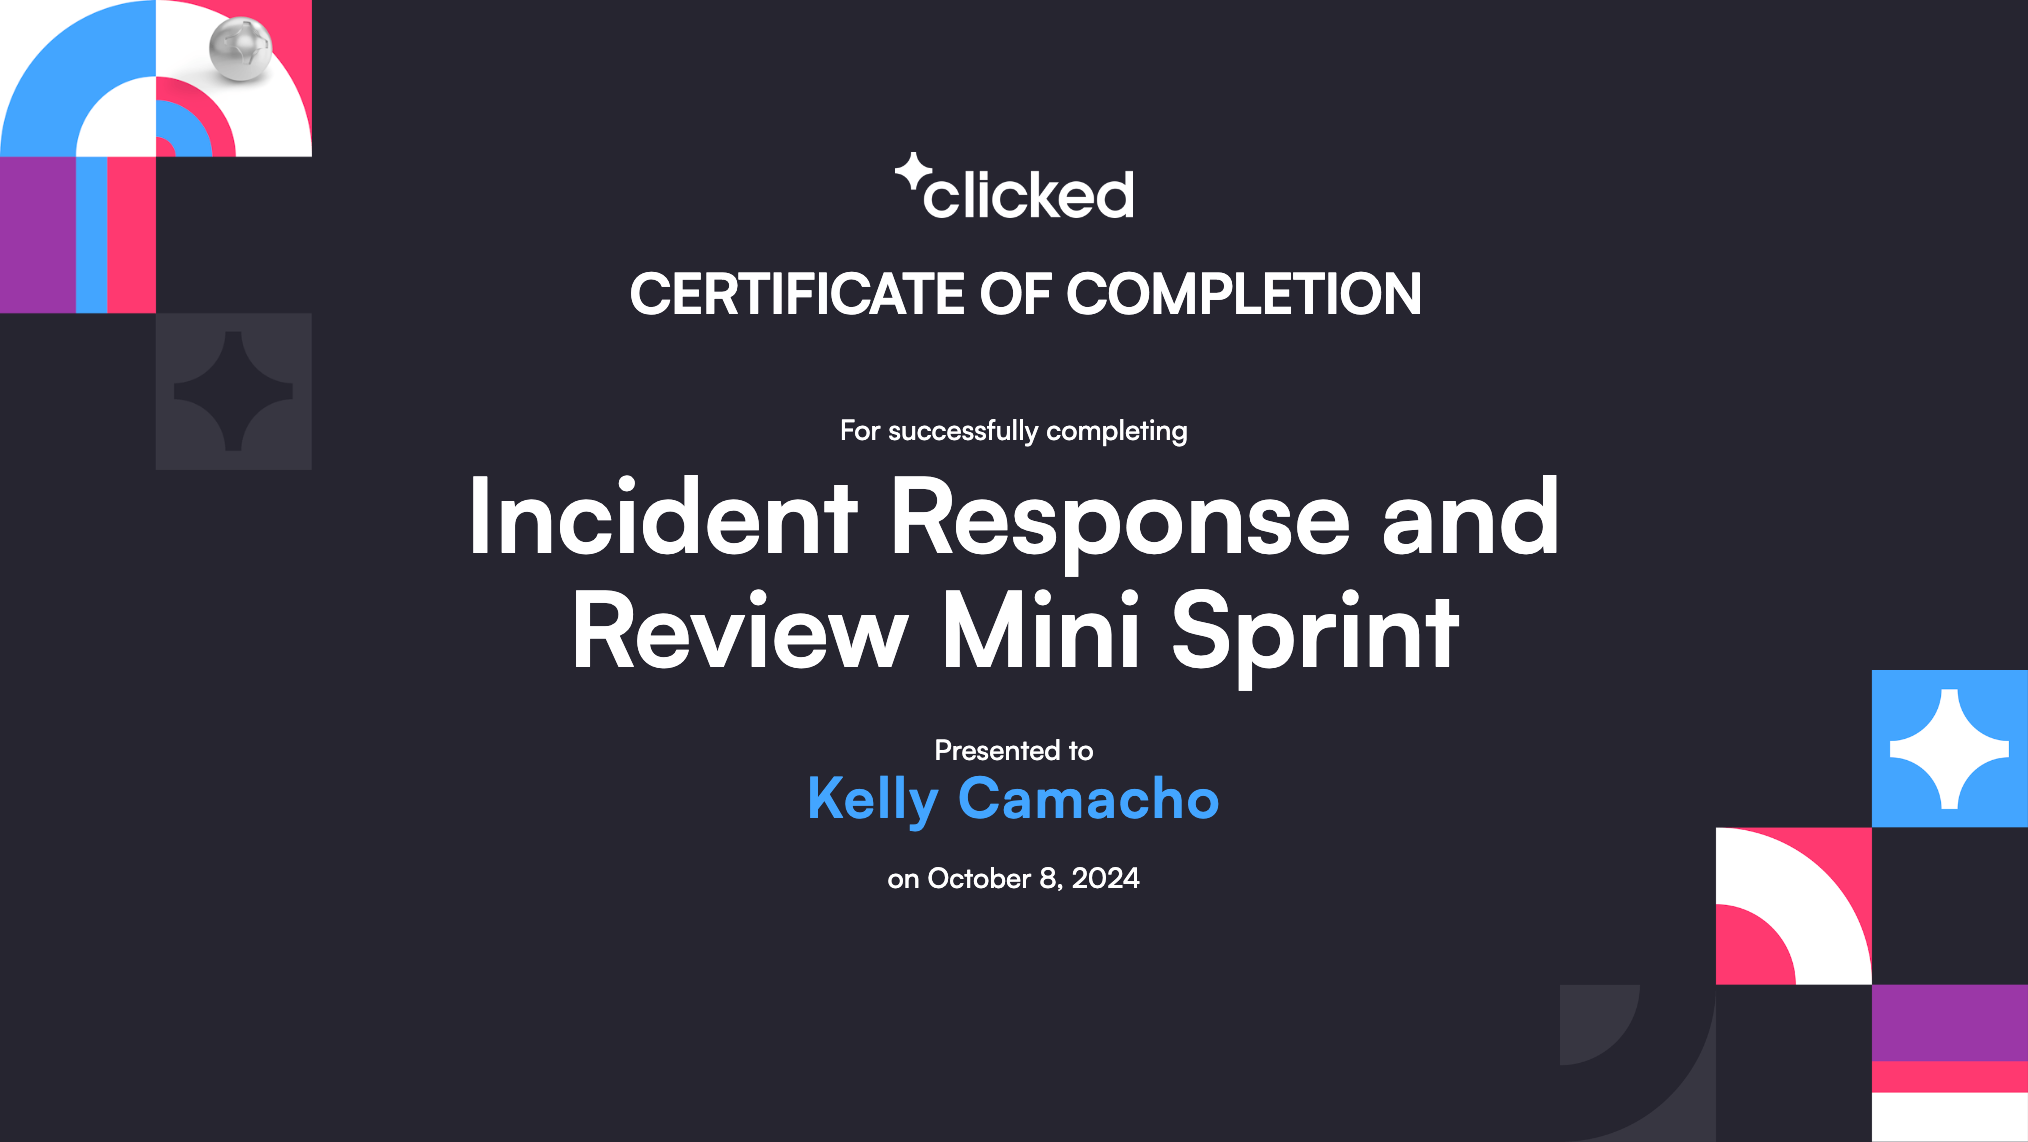 clicked
CERTIFICATE OF COMPLETION
For successfully completing
Incident Response and
Review Mini Sprint
Presented to
Kelly Camacho
on October 8, 2024